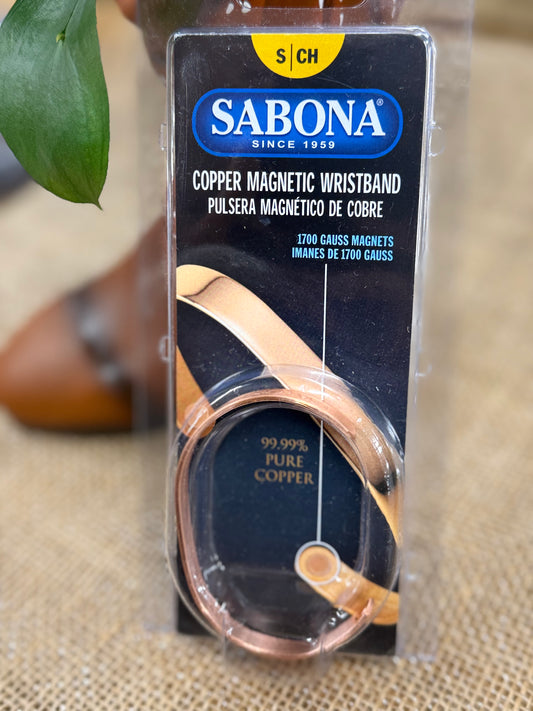 S|CH
SABONA®
SINCE 1959
COPPER MAGNETIC WRISTBAND
PULSERA MAGNÉTICO DE COBRE
1700 GAUSS MAGNETS
IMANES DE 1700 GAUSS
99.99%
PURE
COPPER